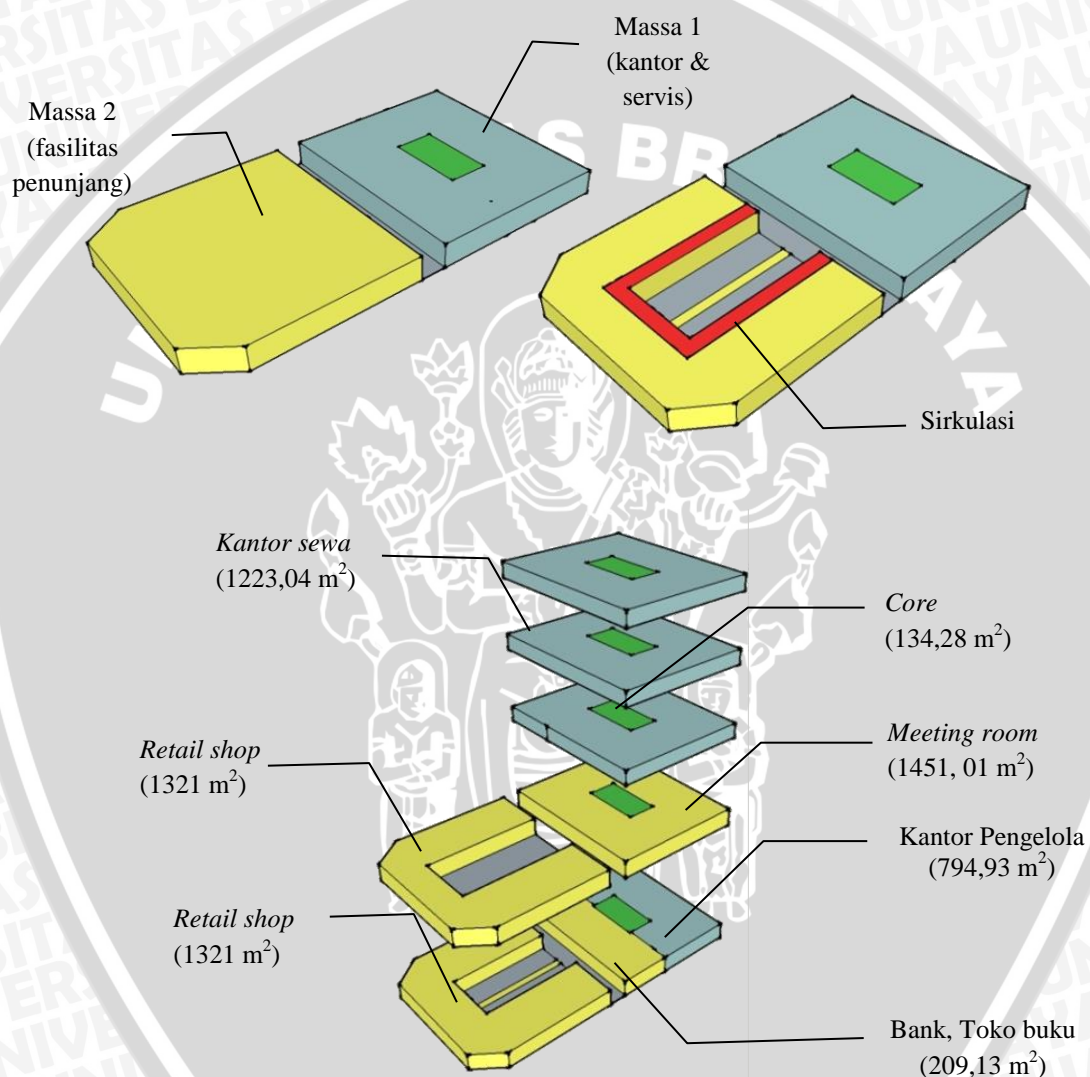 Massa 1
(kantor &
servis)
Massa 2
(fasilitas
penunjang)
Sirkulasi
Kantor sewa
(1223,04 m²)
Core
(134,28 m²)
Retail shop
(1321 m²)
Meeting room
(1451, 01 m²)
Kantor Pengelola
(794,93 m²)
Retail shop
(1321 m²)
Bank, Toko buku
(209,13 m²)